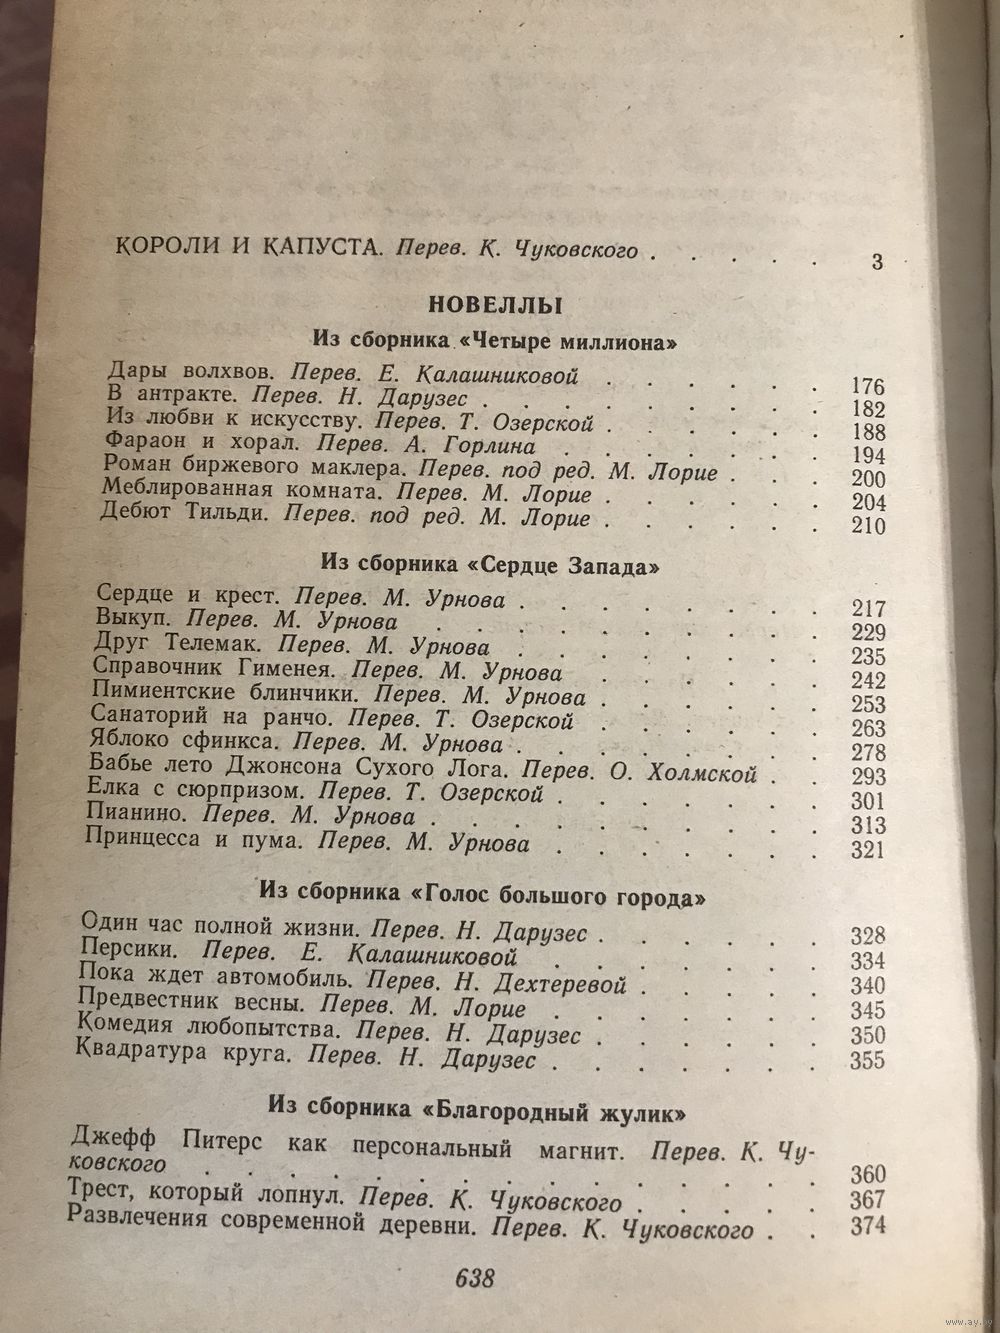 КОРОЛИ И КАПУСТА. Перев. К. Чуковского . . . . . 3
НОВЕЛЛЫ
Из сборника «Четыре миллиона»
Дары волхвов. Перев. Е. Калашниковой . . . . . . 176
В антракте. Перев. Н. Дарузес . . . . . . . . . 182
Из любви к искусству. Перев. Т. Озерской . . . . . . 188
Фараон и хорал. Перев. А. Горлина . . . . . . . 194
Роман биржевого маклера. Перев. под ред. М. Лорие . . . 200
Меблированная комната. Перев. М. Лорие . . . . . . 204
Дебют Тильди. Перев. под ред. М. Лорие . . . . . . 210
Из сборника «Сердце Запада»
Сердце и крест. Перев. М. Урнова . . . . . . . . 217
Выкуп. Перев. М. Урнова . . . . . . . . . . 229
Друг Телемак. Перев. М. Урнова . . . . . . . . 235
Справочник Гименея. Перев. М. Урнова . . . . . . 242
Пимиентские блинчики. Перев. М. Урнова . . . . . . 253
Санаторий на ранчо. Перев. Т. Озерской . . . . . . 263
Яблоко сфинкса. Перев. М. Урнова . . . . . . . . 278
Бабье лето Джонсона Сухого Лога. Перев. О. Холмской . . 293
Елка с сюрпризом. Перев. Т. Озерской . . . . . . . 301
Пианино. Перев. М. Урнова . . . . . . . . . . 313
Принцесса и пума. Перев. М. Урнова . . . . . . . 321
Из сборника «Голос большого города»
Один час полной жизни. Перев. Н. Дарузес . . . . . . 328
Персики. Перев. Е. Калашниковой . . . . . . . 334
Пока ждет автомобиль. Перев. Н. Дехтеревой . . . . . 340
Предвестник весны. Перев. М. Лорие . . . . . . . 345
Комедия любопытства. Перев. Н. Дарузес . . . . . . 350
Квадратура круга. Перев. Н. Дарузес . . . . . . . 355
Из сборника «Благородный жулик»
Джефф Питерс как персональный магнит. Перев. К. Чу-
ковского . . . . . . . . . . . . . . . 360
Трест, который лопнул. Перев. К. Чуковского . . . . . 367
Развлечения современной деревни. Перев. К. Чуковского . . 374
638
www.ay.by